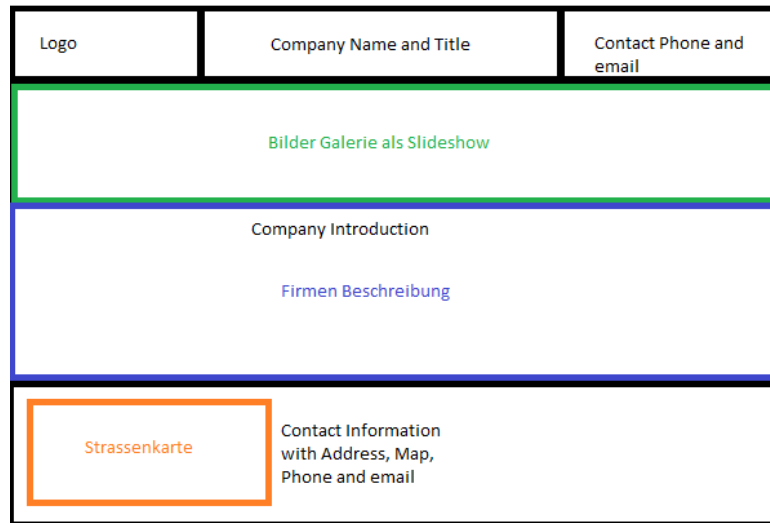 Logo
Company Name and Title
Contact Phone and
email
Bilder Galerie als Slideshow
Company Introduction
Firmen Beschreibung
Strassenkarte
Contact Information
with Address, Map,
Phone and email